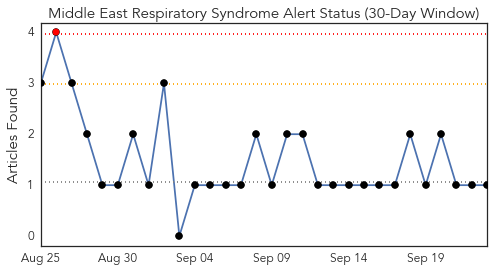 Middle East Respiratory Syndrome Alert Status (30-Day Window)
Articles Found
4
3
2
1
0
Aug 25
Aug 30
Sep 04
Sep 09
Sep 14
Sep 19